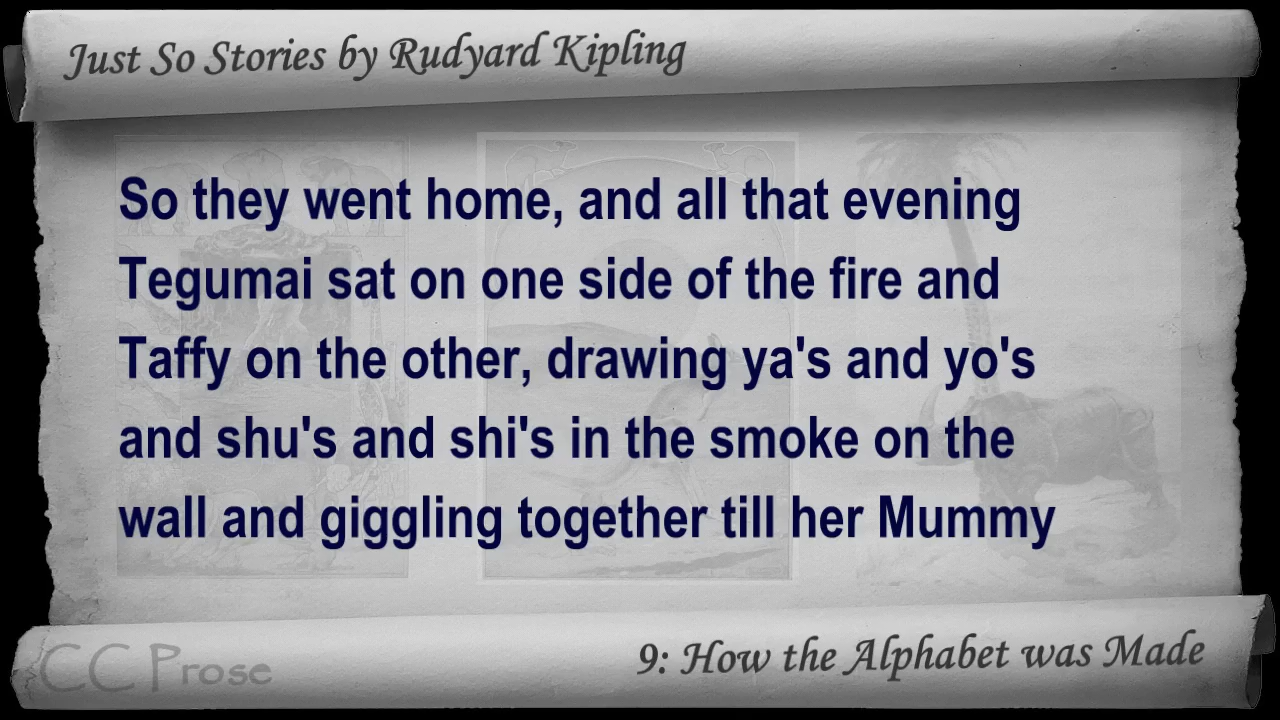 Just So Stories by Rudyard Kipling
So they went home, and all that evening
Tegumai sat on one side of the fire and
Taffy on the other, drawing ya's and yo's
and shu's and shi's in the smoke on the
wall and giggling together till her Mummy
CC Prose
9: How the Alphabet was Made